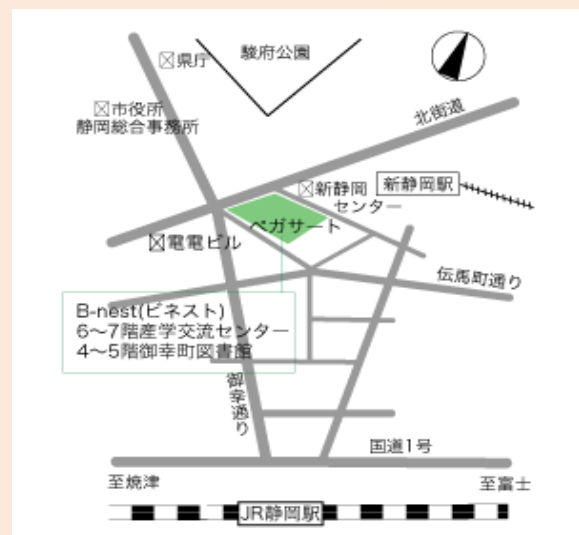 駿府公園
県庁
市役所
静岡総合事務所
北街道
新静岡
センター
新静岡駅
ペガサート
電電ビル
伝馬町通り
B-nest(ビネスト)
6〜7階産学交流センター
4〜5階御幸町図書館
御幸通り
国道1号
至焼津
至富士
JR静岡駅